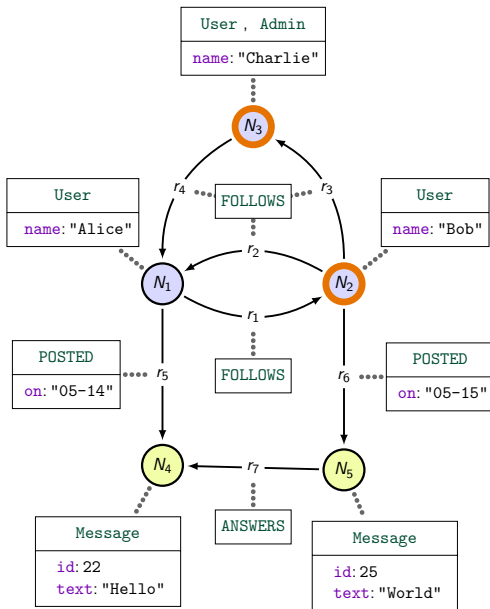 User , Admin
name: "Charlie"
N3
r4
r3
User
name: "Alice"
FOLLOWS
User
name: "Bob"
r2
N1
N2
r1
POSTED
on: "05-14"
r5
FOLLOWS
r6
POSTED
on: "05-15"
N4
r7
N5
ANSWERS
Message
id: 22
text: "Hello"
Message
id: 25
text: "World"